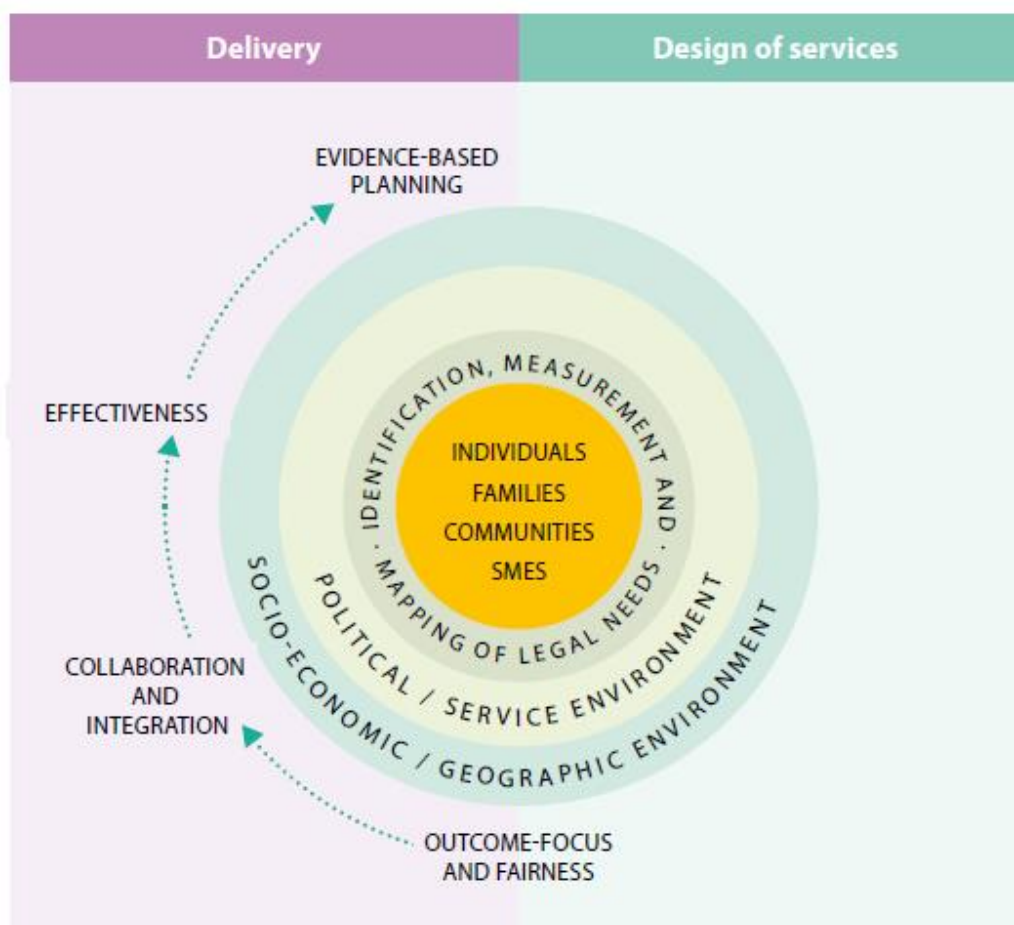 Delivery
Design of services
EVIDENCE-BASED
PLANNING
EFFECTIVENESS
COLLABORATION
AND
INTEGRATION
OUTCOME-FOCUS
AND FAIRNESS
INDIVIDUALS
FAMILIES
COMMUNITIES
SMES
· IDENTIFICATION, MEASUREMENT AND ·
MAPPING OF LEGAL NEEDS
POLITICAL / SERVICE ENVIRONMENT
SOCIO-ECONOMIC / GEOGRAPHIC ENVIRONMENT